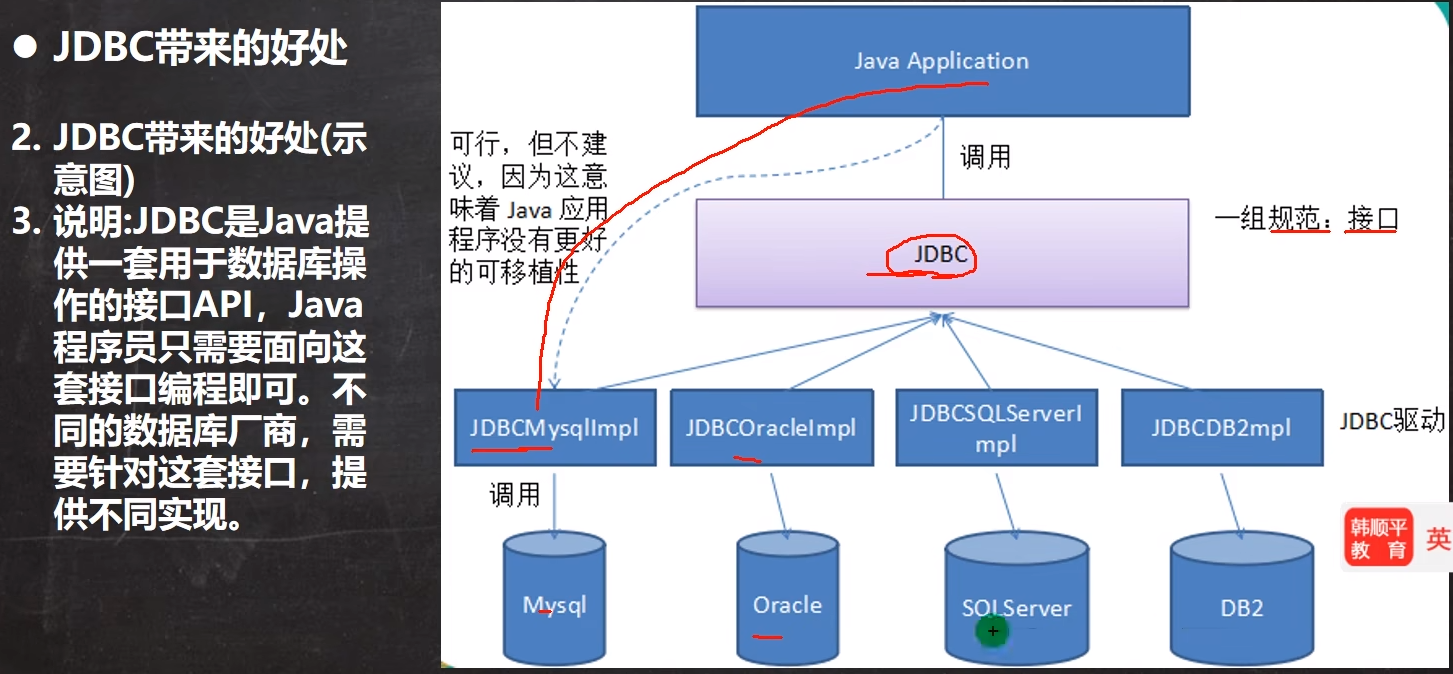 JDBC带来的好处
2. JDBC带来的好处(示
意图)
3. 说明:JDBC是Java提
供一套用于数据库操
作的接口API，Java
程序员只需要面向这
套接口编程即可。不
同的数据库厂商，需
要针对这套接口，提
供不同实现。
Java Application
可行，但不建
议，因为这意
味着 Java 应用
程序没有更好
的可移植性
调用
JDBC
一组规范：接口
JDBCMysqlImpl
JDBCOracleImpl
JDBCSQLServerI
mpl
JDBCDB2mpl
JDBC驱动
调用
Mysql
Oracle
SQLServer
DB2
韩顺平
教 育
英